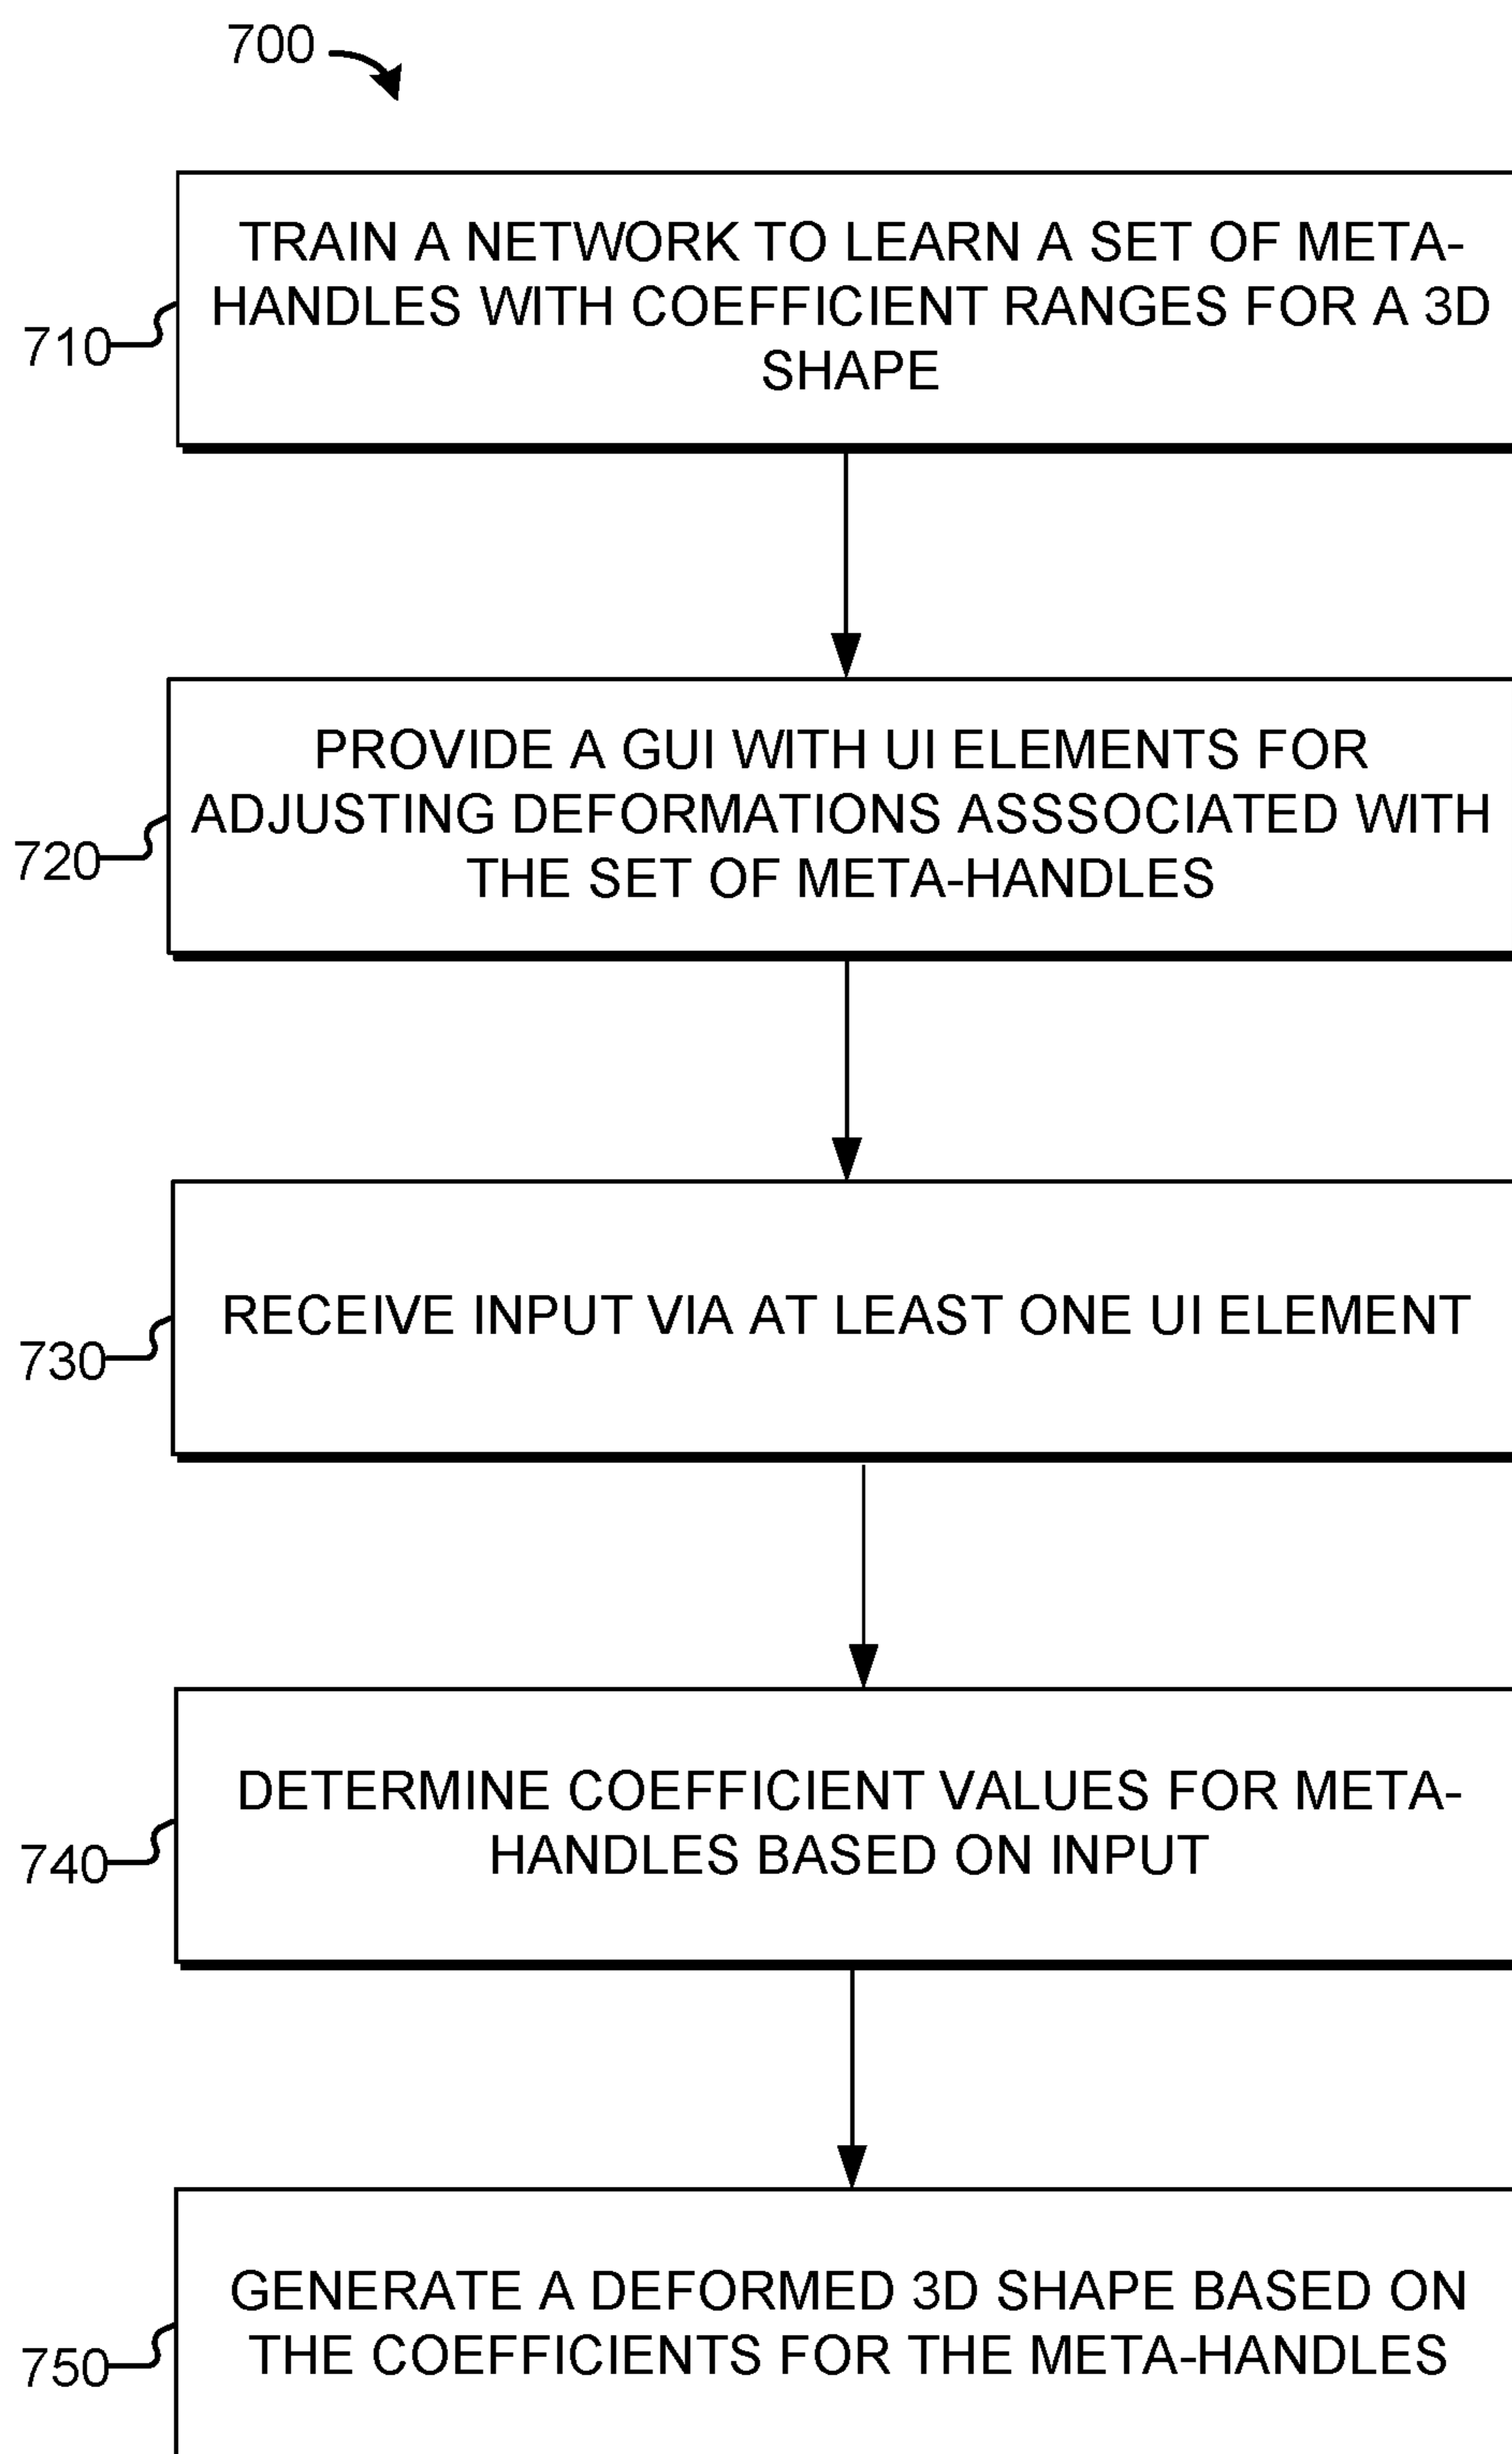 700
TRAIN A NETWORK TO LEARN A SET OF META-
HANDLES WITH COEFFICIENT RANGES FOR A 3D
SHAPE
710
PROVIDE A GUI WITH UI ELEMENTS FOR
ADJUSTING DEFORMATIONS ASSSOCIATED WITH
THE SET OF META-HANDLES
720
RECEIVE INPUT VIA AT LEAST ONE UI ELEMENT
730
DETERMINE COEFFICIENT VALUES FOR META-
HANDLES BASED ON INPUT
740
GENERATE A DEFORMED 3D SHAPE BASED ON
THE COEFFICIENTS FOR THE META-HANDLES
750